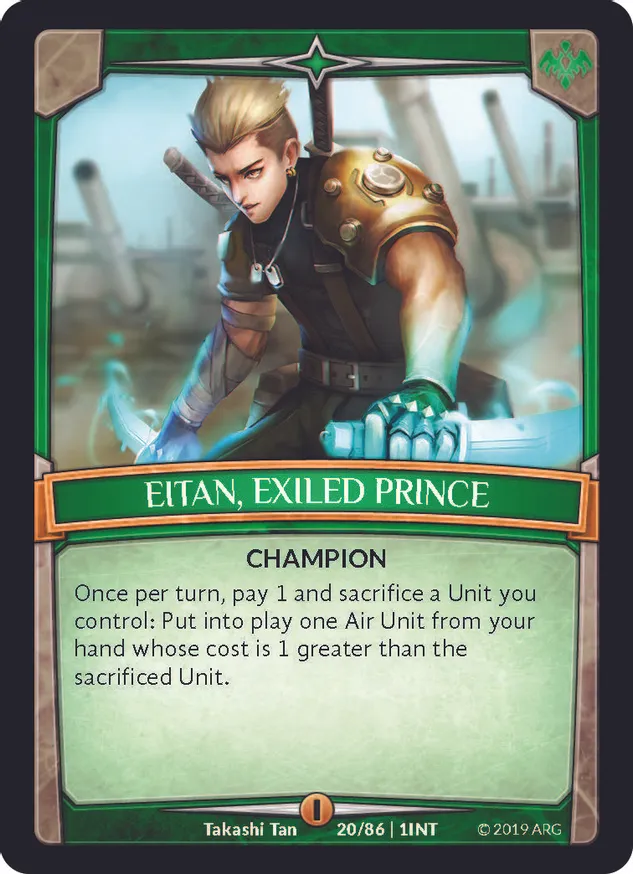 EITAN, EXILED PRINCE
CHAMPION
Once per turn, pay 1 and sacrifice a Unit you
control: Put into play one Air Unit from your
hand whose cost is 1 greater than the
sacrificed Unit.
I
Takashi Tan 20/86 | 1INT © 2019 ARG